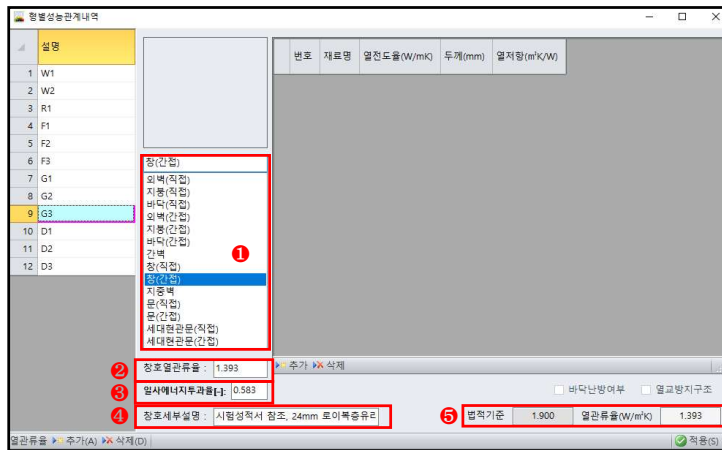 형별성능관계내역
설명
번호 재료명 열전도율(W/mK) 두께(mm) 열저항(㎡K/W)
1 W1
2 W2
3 R1
4 F1
5 F2
6 F3
7 G1
8 G2
9 G3
10 D1
11 D2
12 D3
창(간접)
외벽(직접)
지붕(직접)
바닥(직접)
외벽(간접)
지붕(간접)
바닥(간접)
간벽
창(직접)
창(간접)
지중벽
문(직접)
문(간접)
세대현관문(직접)
세대현관문(간접)
❶
❷ 창호열관류율 : 1.393
추가 삭제
❸ 일사에너지투과율[-]: 0.583
바닥난방여부 열교방지구조
❹ 창호세부설명 : 시험성적서 참조, 24mm 로이복층유리
❺ 법적기준 1.900 열관류율(W/㎡K) 1.393
열관류율 추가(A) 삭제(D)
적용(S)